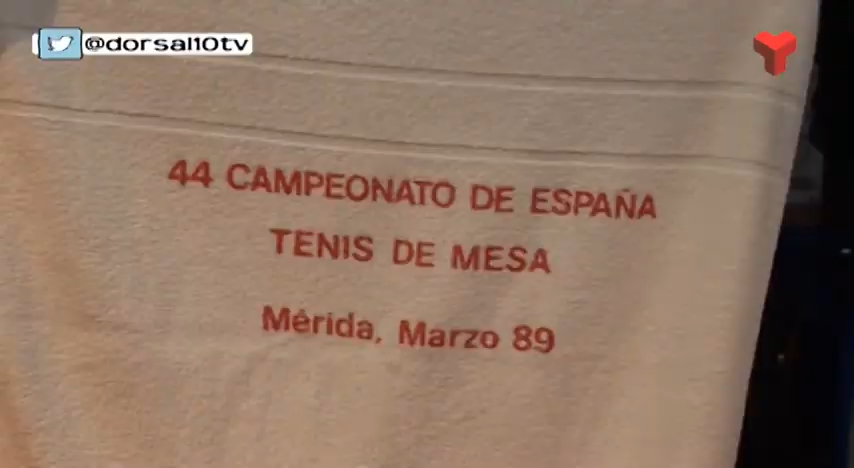 @dorsal10tv
44 CAMPEONATO DE ESPAÑA
TENIS DE MESA
Mérida, Marzo 89